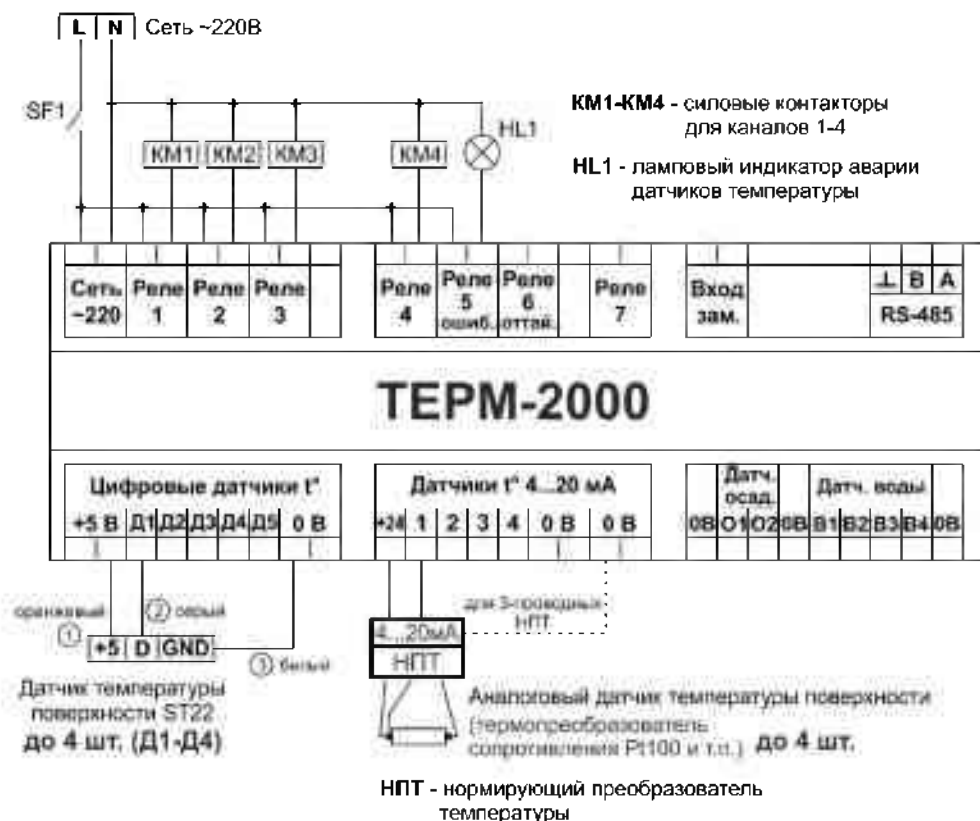 L N Сеть ~220В
SF1
KM1 KM2 KM3 KM4 HL1
КМ1-КМ4 - силовые контакторы
для каналов 1-4
HL1 - ламповый индикатор аварии
датчиков температуры
Сеть ~220
Реле 1
Реле 2
Реле 3
Реле 4
Реле 5 ошиб.
Реле 6 оттай.
Реле 7
Вход зам.
⊥ B A
RS-485
ТЕРМ-2000
Цифровые датчики t°
+5 В Д1 Д2 Д3 Д4 Д5 0 В
Датчики t° 4...20 мА
+24 1 2 3 4 0 В 0 В
Датч. осад.
Датч. воды
0В О1 О2 0В В1 В2 В3 В4 0В
оранжевый
1
2 серый
+5 D GND
3 белый
Датчик температуры
поверхности ST22
до 4 шт. (Д1-Д4)
для 3-проводных
НПТ
4...20мА
НПТ
Аналоговый датчик температуры поверхности
(термопреобразователь
сопротивления Pt100 и т.п.) до 4 шт.
НПТ - нормирующий преобразователь
температуры